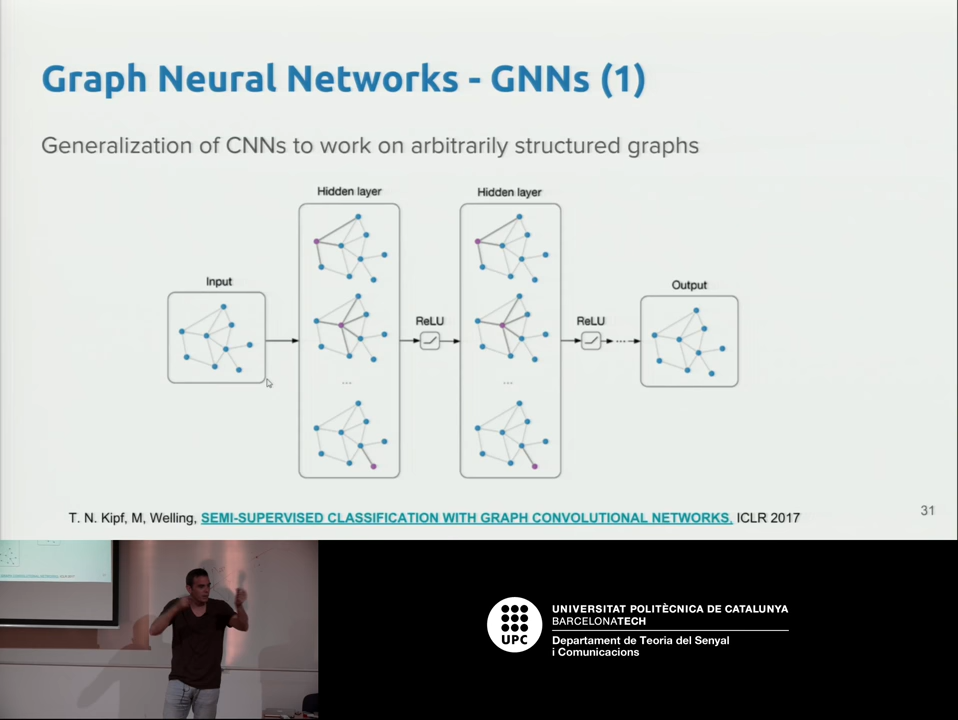 Graph Neural Networks - GNNs (1)
Generalization of CNNs to work on arbitrarily structured graphs
Hidden layer
Hidden layer
Input
Output
ReLU
ReLU
...
...
T. N. Kipf, M, Welling, SEMI-SUPERVISED CLASSIFICATION WITH GRAPH CONVOLUTIONAL NETWORKS, ICLR 2017
31
UPC
UNIVERSITAT POLITÈCNICA DE CATALUNYA
BARCELONATECH
Departament de Teoria del Senyal
i Comunicacions